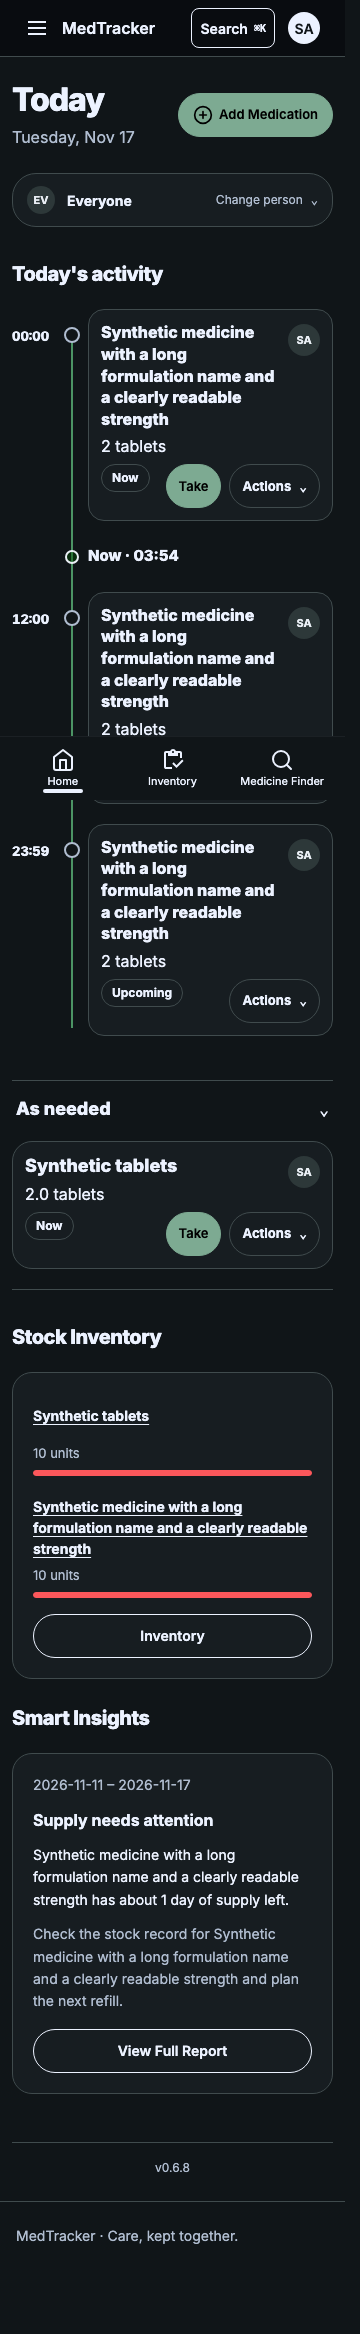 MedTracker
Search ⌘K
SA
Today
Tuesday, Nov 17
Add Medication
EV
Everyone
Change person
Today's activity
00:00
Synthetic medicine
with a long
formulation name and
a clearly readable
strength
SA
2 tablets
Now
Take
Actions
Now · 03:54
12:00
Synthetic medicine
with a long
formulation name and
a clearly readable
strength
SA
2 tablets
Home
Inventory
Medicine Finder
23:59
Synthetic medicine
with a long
formulation name and
a clearly readable
strength
SA
2 tablets
Upcoming
Actions
As needed
Synthetic tablets
SA
2.0 tablets
Now
Take
Actions
Stock Inventory
Synthetic tablets
10 units
Synthetic medicine with a long
formulation name and a clearly readable
strength
10 units
Inventory
Smart Insights
2026-11-11 – 2026-11-17
Supply needs attention
Synthetic medicine with a long
formulation name and a clearly readable
strength has about 1 day of supply left.
Check the stock record for Synthetic
medicine with a long formulation name
and a clearly readable strength and plan
the next refill.
View Full Report
v0.6.8
MedTracker · Care, kept together.